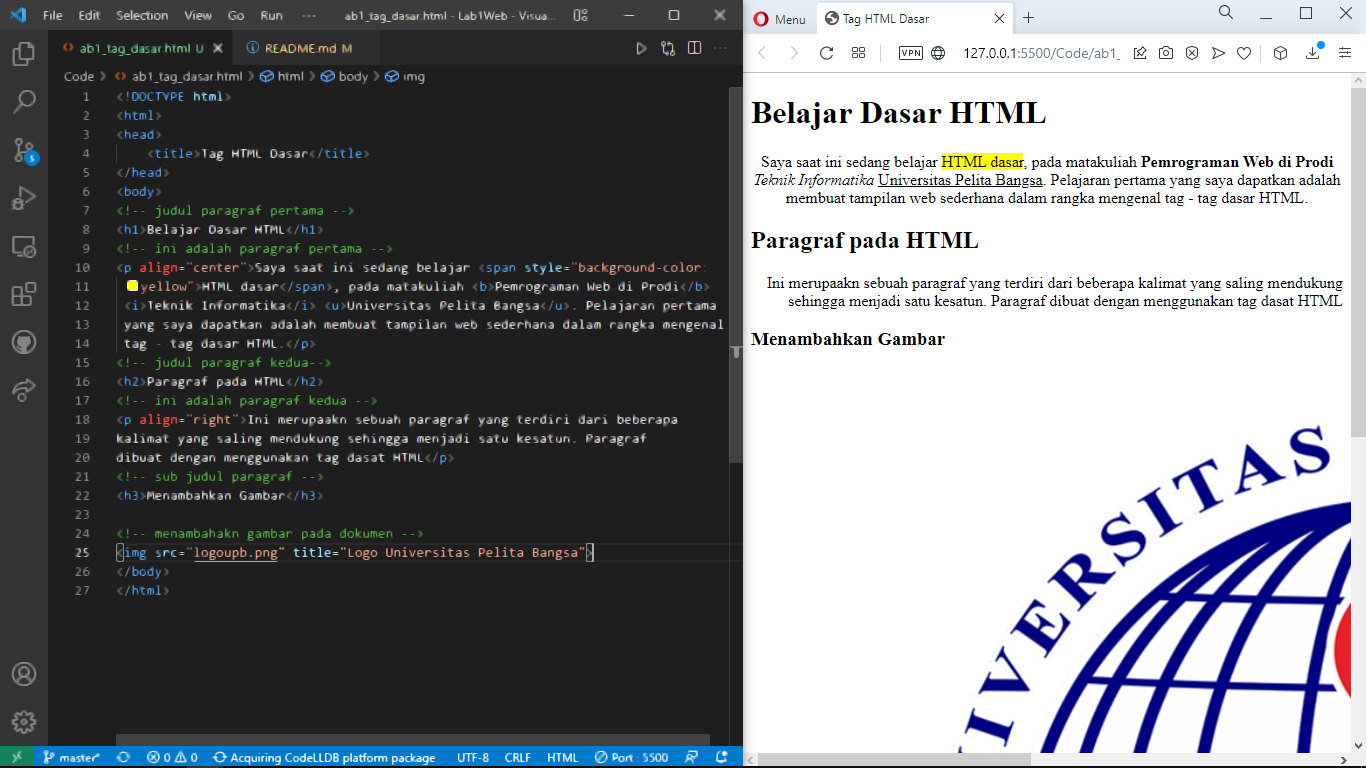 File Edit Selection View Go Run ··· ab1_tag_dasar.html - Lab1Web - Visua...
ab1_tag_dasar.html U README.md M
Code > ab1_tag_dasar.html > html > body > img
1 <!DOCTYPE html>
2 <html>
3 <head>
4 <title>Tag HTML Dasar</title>
5 </head>
6 <body>
7 <!-- judul paragraf pertama -->
8 <h1>Belajar Dasar HTML</h1>
9 <!-- ini adalah paragraf pertama -->
10 <p align="center">Saya saat ini sedang belajar <span style="background-color:
11 yellow">HTML dasar</span>, pada matakuliah <b>Pemrograman Web di Prodi</b>
12 <i>Teknik Informatika</i> <u>Universitas Pelita Bangsa</u>. Pelajaran pertama
13 yang saya dapatkan adalah membuat tampilan web sederhana dalam rangka mengenal
14 tag - tag dasar HTML.</p>
15 <!-- judul paragraf kedua-->
16 <h2>Paragraf pada HTML</h2>
17 <!-- ini adalah paragraf kedua -->
18 <p align="right">Ini merupaakn sebuah paragraf yang terdiri dari beberapa
19 kalimat yang saling mendukung sehingga menjadi satu kesatun. Paragraf
20 dibuat dengan menggunakan tag dasat HTML</p>
21 <!-- sub judul paragraf -->
22 <h3>Menambahkan Gambar</h3>
23
24 <!-- menambahakn gambar pada dokumen -->
25 <img src="logoupb.png" title="Logo Universitas Pelita Bangsa">
26 </body>
27 </html>
master* 0 0 Acquiring CodeLLDB platform package UTF-8 CRLF HTML Port : 5500
Menu Tag HTML Dasar
VPN 127.0.0.1:5500/Code/ab1_
Belajar Dasar HTML
Saya saat ini sedang belajar HTML dasar, pada matakuliah Pemrograman Web di Prodi
Teknik Informatika Universitas Pelita Bangsa. Pelajaran pertama yang saya dapatkan adalah
membuat tampilan web sederhana dalam rangka mengenal tag - tag dasar HTML.
Paragraf pada HTML
Ini merupaakn sebuah paragraf yang terdiri dari beberapa kalimat yang saling mendukung
sehingga menjadi satu kesatun. Paragraf dibuat dengan menggunakan tag dasat HTML
Menambahkan Gambar
IVERSITAS